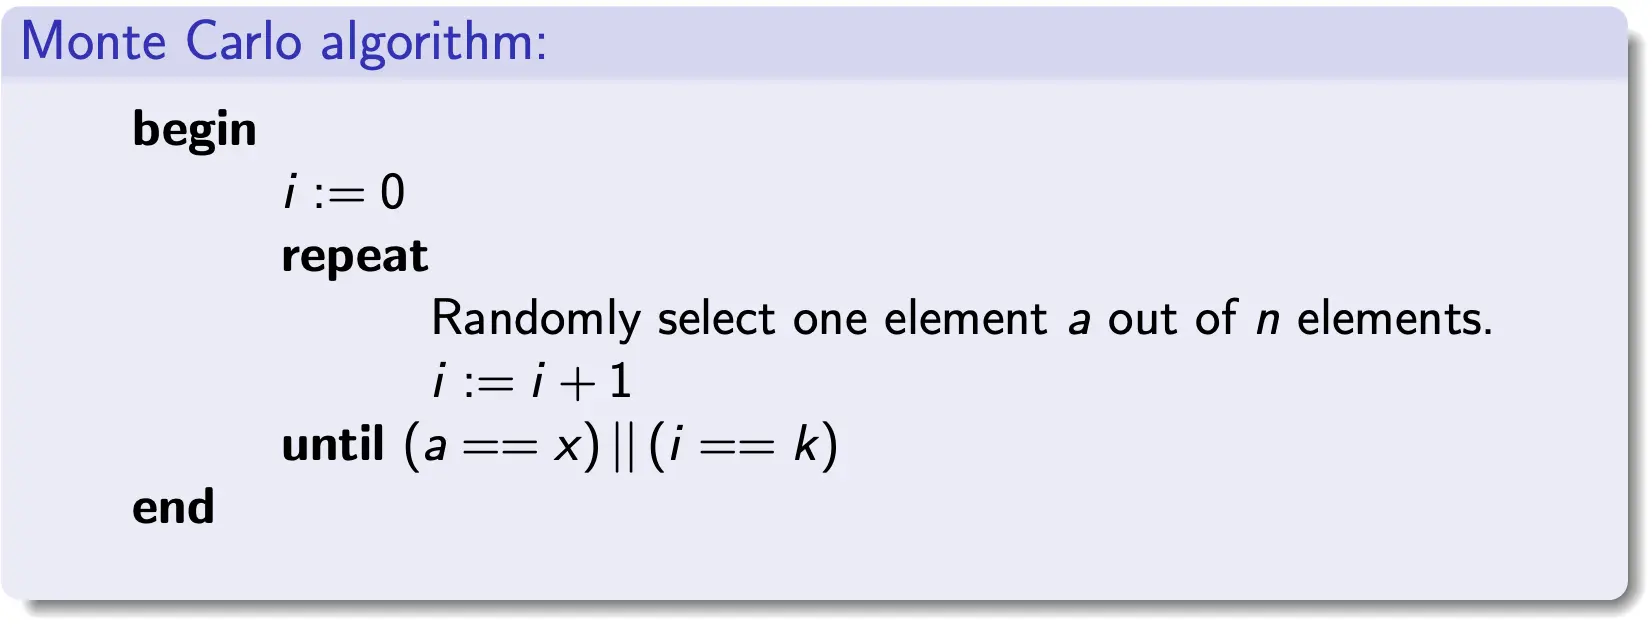 Monte Carlo algorithm:
begin
i := 0
repeat
Randomly select one element a out of n elements.
i := i + 1
until (a == x) || (i == k)
end